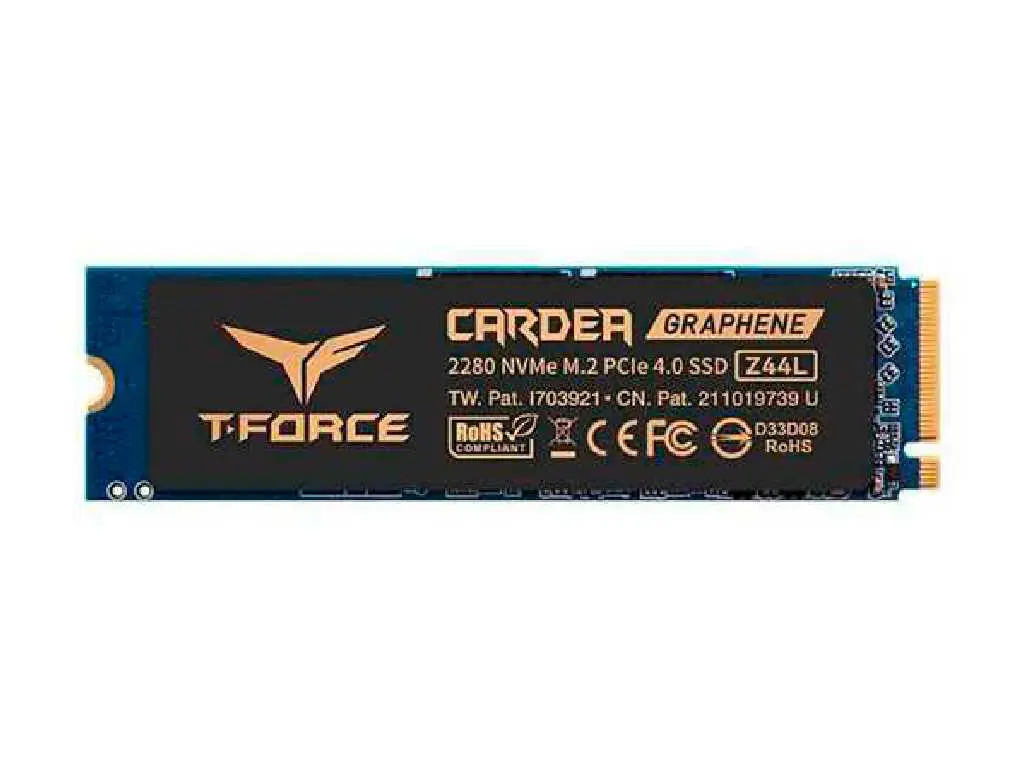 T-FORCE
CARDEA GRAPHENE
2280 NVMe M.2 PCIe 4.0 SSD Z44L
TW. Pat. I703921 • CN. Pat. 211019739 U
RoHS
COMPLIANT
CE FC
D33D08
RoHS